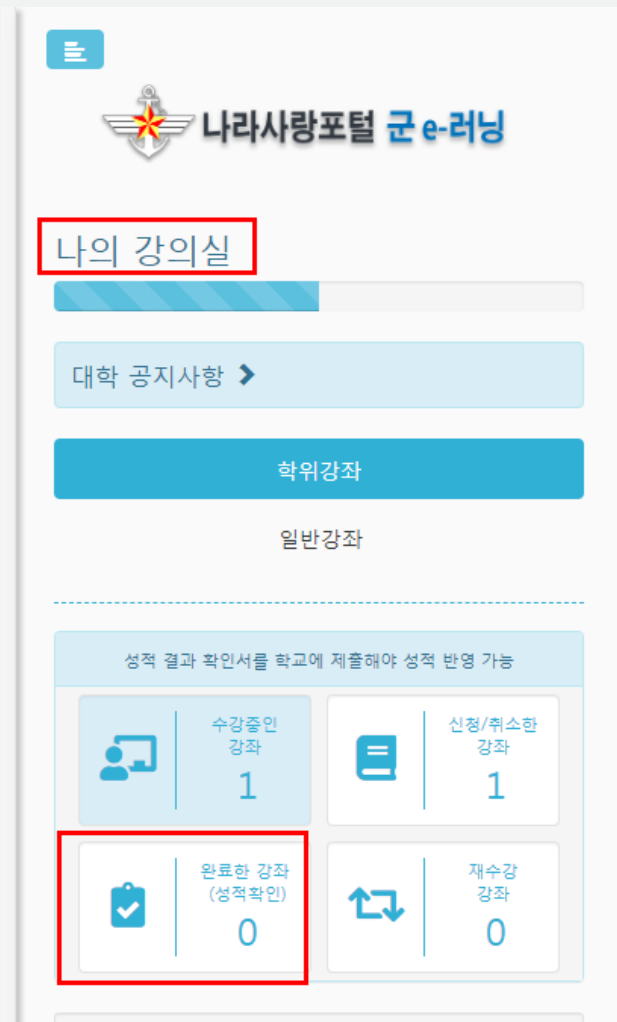 나라사랑포털 군 e-러닝
나의 강의실
대학 공지사항
학위강좌
일반강좌
성적 결과 확인서를 학교에 제출해야 성적 반영 가능
수강중인
강좌
1
신청/취소한
강좌
1
완료한 강좌
(성적확인)
0
재수강
강좌
0